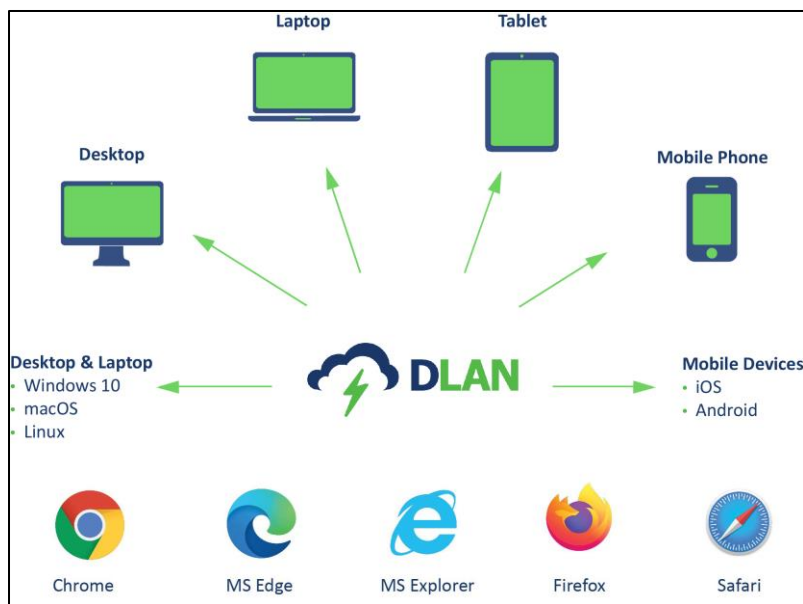 Laptop
Tablet
Desktop
Mobile Phone
DLAN
Desktop & Laptop
• Windows 10
• macOS
• Linux
Mobile Devices
• iOS
• Android
Chrome
MS Edge
MS Explorer
Firefox
Safari